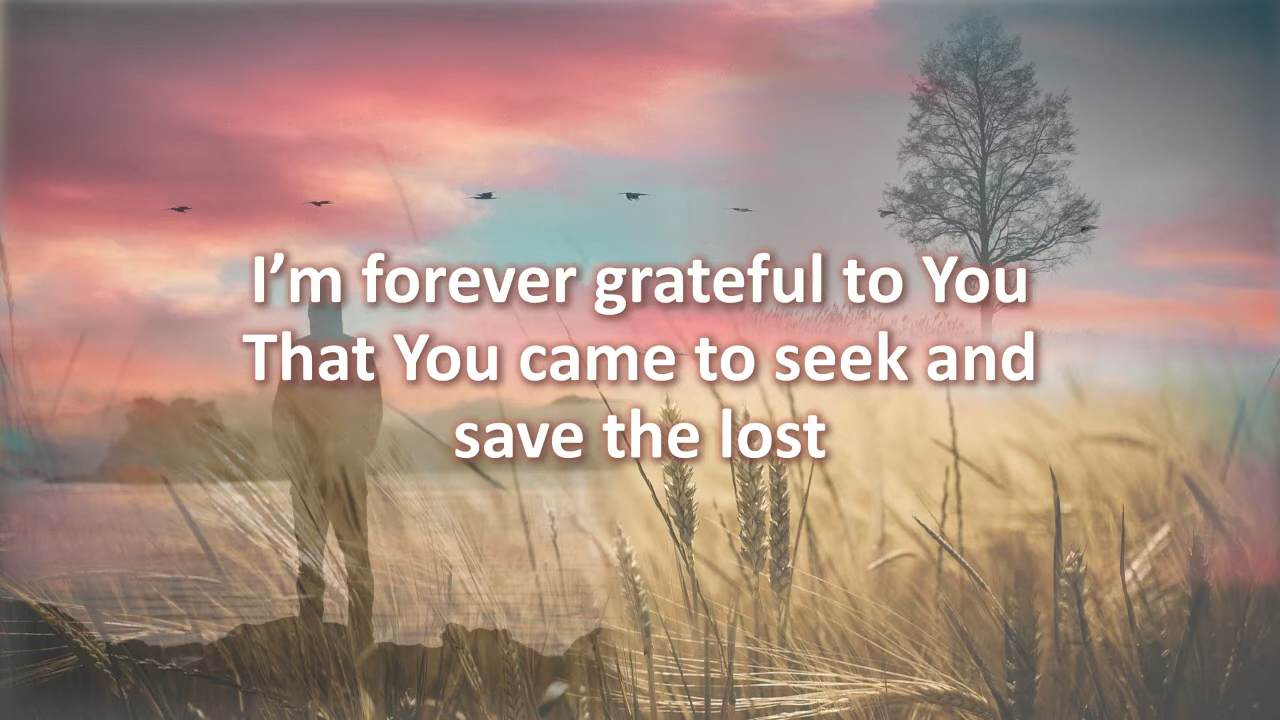 I’m forever grateful to You
That You came to seek and
save the lost